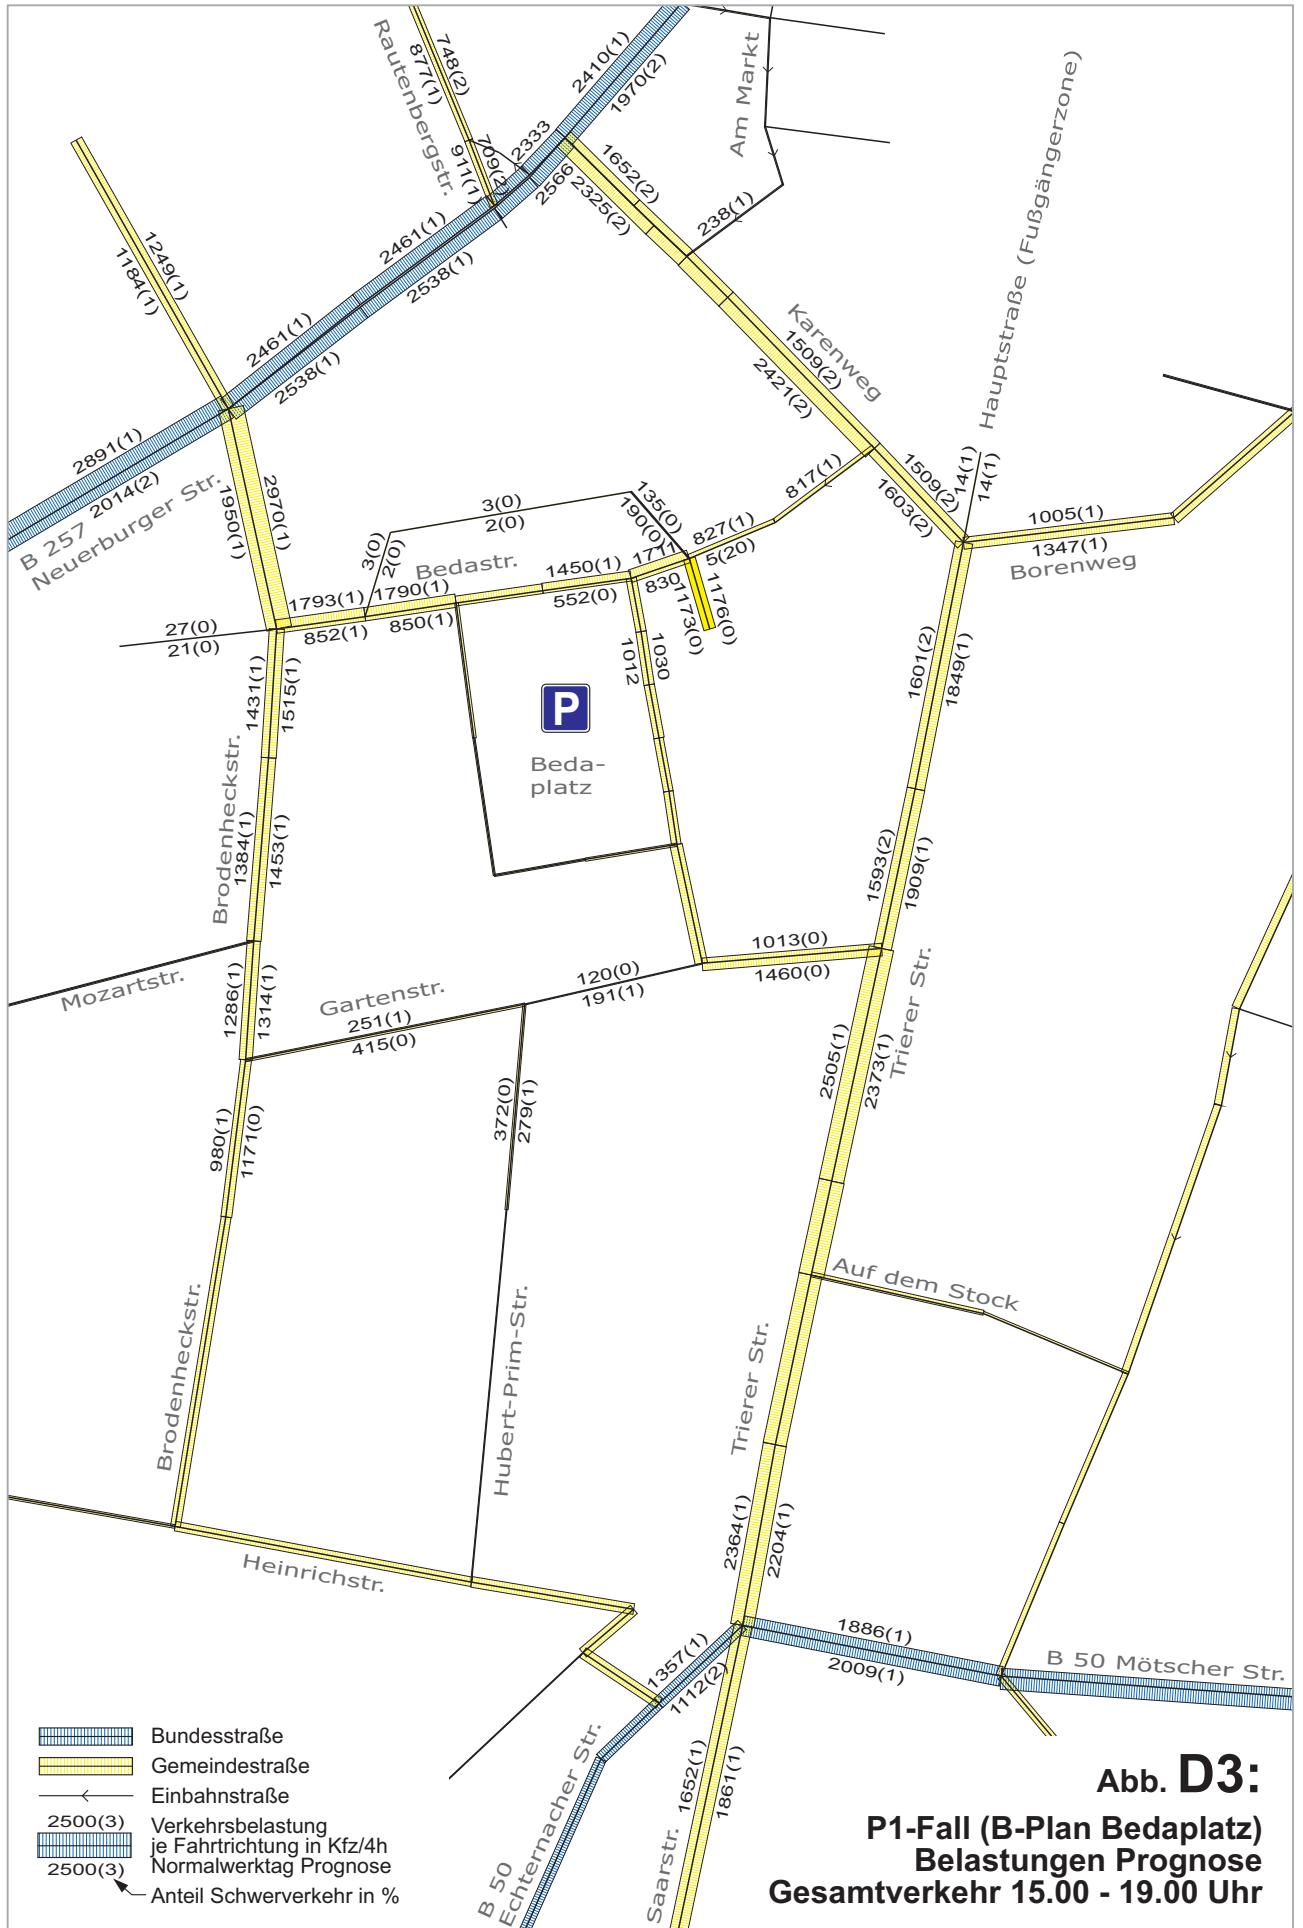 Rautenbergstr.
748(2)
877(1)
709(2)
911(1)
2333
2566
2410(1)
1970(2)
Am Markt
1652(2)
2325(2)
238(1)
Hauptstraße (Fußgängerzone)
1249(1)
1184(1)
2461(1)
2538(1)
2461(1)
2538(1)
Karenweg
1509(2)
2421(2)
2891(1)
2014(2)
B 257
Neuerburger Str.
1950(1)
2970(1)
817(1)
1509(2)
1603(2)
14(1)
14(1)
3(0)
2(0)
135(0)
190(0)
827(1)
5(20)
1005(1)
1347(1)
Borenweg
3(0)
2(0)
Bedastr.
1450(1)
552(0)
1711
830
1173(0)
1176(0)
1793(1)
852(1)
1790(1)
850(1)
27(0)
21(0)
1012
1030
1431(1)
1515(1)
1601(2)
1849(1)
P
Beda-
platz
Brodenheckstr.
1384(1)
1453(1)
1593(2)
1909(1)
1013(0)
1460(0)
Mozartstr.
1286(1)
1314(1)
Gartenstr.
251(1)
415(0)
120(0)
191(1)
Trierer Str.
2505(1)
2373(1)
980(1)
1171(0)
372(0)
279(1)
Auf dem Stock
Brodenheckstr.
Hubert-Prim-Str.
Trierer Str.
2364(1)
2204(1)
Heinrichstr.
1886(1)
2009(1)
B 50 Mötscher Str.
1357(1)
1112(2)
B 50
Echternacher Str.
1652(1)
1861(1)
Saarstr.
Bundesstraße
Gemeindestraße
Einbahnstraße
2500(3)
Verkehrsbelastung
je Fahrtrichtung in Kfz/4h
Normalwerktag Prognose
2500(3)
Anteil Schwerverkehr in %
Abb. D3:
P1-Fall (B-Plan Bedaplatz)
Belastungen Prognose
Gesamtverkehr 15.00 - 19.00 Uhr